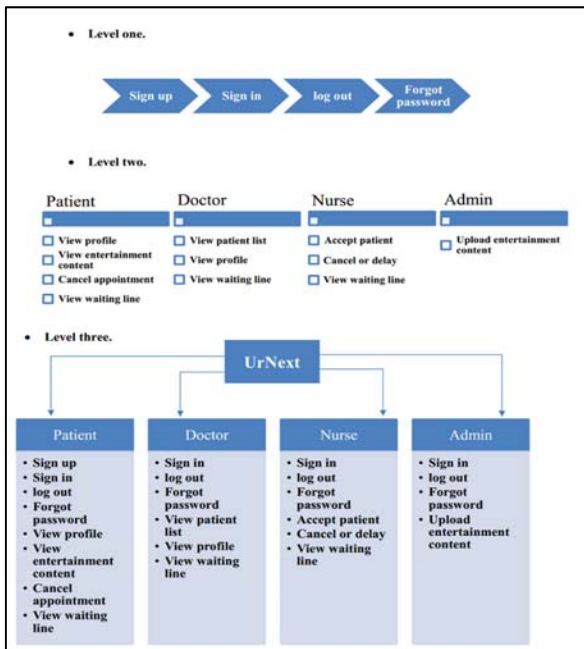 Level one.
Sign up
Sign in
log out
Forgot
password
Level two.
Patient
View profile
View entertainment
content
Cancel appointment
View waiting line
Doctor
View patient list
View profile
View waiting line
Nurse
Accept patient
Cancel or delay
View waiting line
Admin
Upload entertainment
content
Level three.
UrNext
Patient
Sign up
Sign in
log out
Forgot
password
View profile
View
entertainment
content
Cancel
appointment
View waiting
line
Doctor
Sign in
log out
Forgot
password
View patient
list
View profile
View waiting
line
Nurse
Sign in
log out
Forgot
password
Accept patient
Cancel or delay
View waiting
line
Admin
Sign in
log out
Forgot
password
Upload
entertainment
content